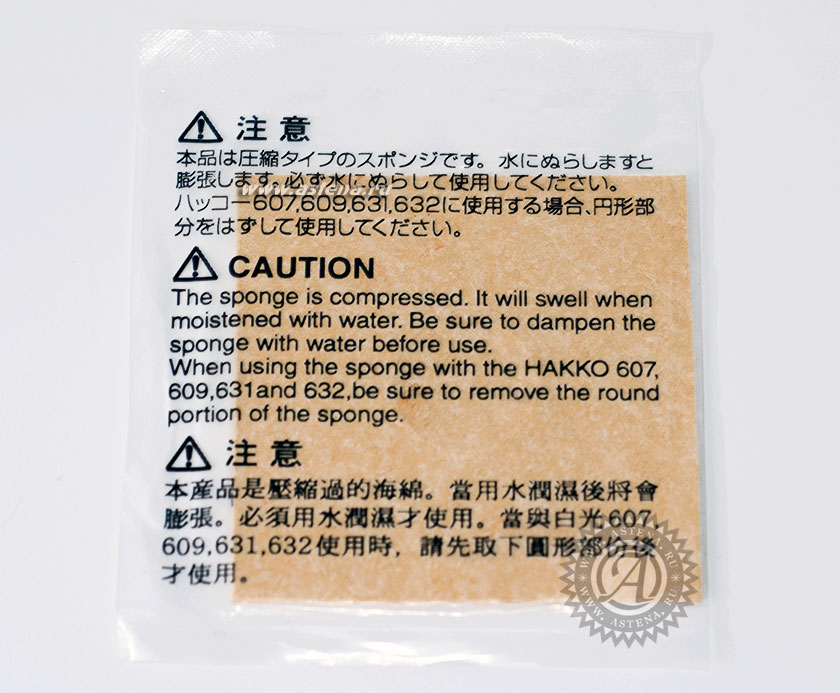 注意
本品は圧縮タイプのスポンジです。水にぬらしますと
膨張します。必ず水にぬらして使用してください。
www.astena.ru
ハッコー607,609,631,632に使用する場合、円形部
分をはずして使用してください。
CAUTION
The sponge is compressed. It will swell when
moistened with water. Be sure to dampen the
sponge with water before use.
When using the sponge with the HAKKO 607,
609,631and 632,be sure to remove the round
portion of the sponge.
注意
本産品是壓縮過的海綿。當用水潤濕後將會
膨張。必須用水潤濕才使用。當與白光607,
609,631,632使用時，請先取下圓形部份後
才使用。
WWW.ASTENA.RU
A
WWW.ASTENA.RU